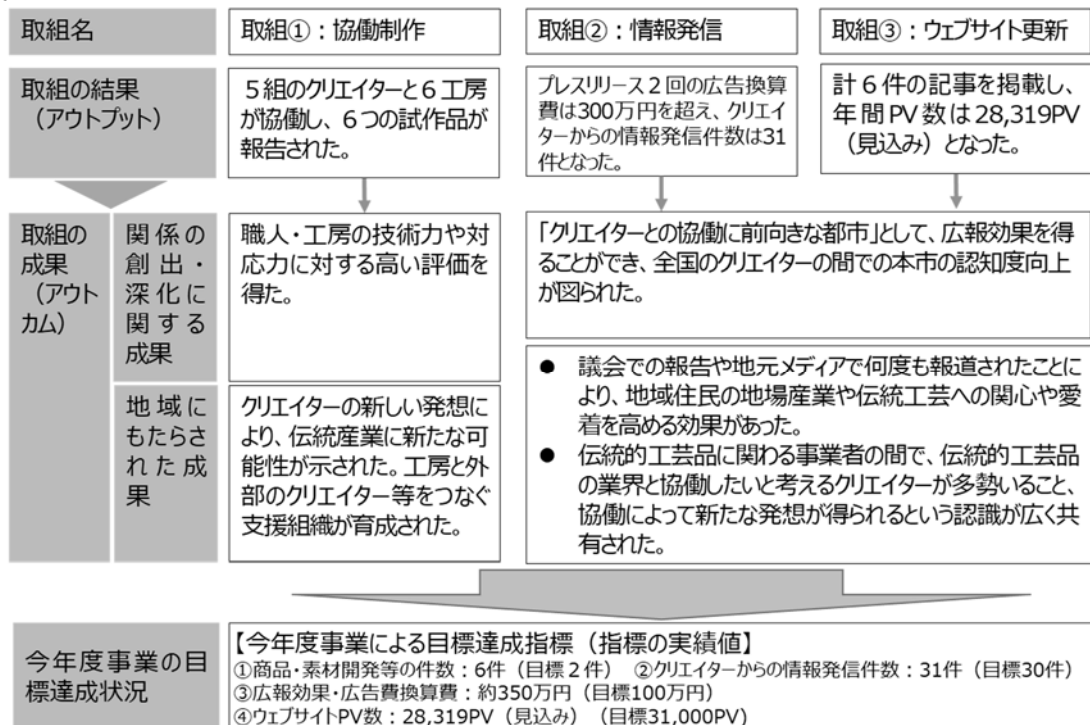 取組名
取組①：協働制作
取組②：情報発信
取組③：ウェブサイト更新
取組の結果
（アウトプット）
５組のクリエイターと６工房
が協働し、６つの試作品が
報告された。
プレスリリース２回の広告換算
費は300万円を超え、クリエイ
ターからの情報発信件数は31
件となった。
計６件の記事を掲載し、
年間PV数は28,319PV
（見込み）となった。
取組の
成果
（アウト
カム）
関係の
創出・
深化に
関する
成果
職人・工房の技術力や対
応力に対する高い評価を
得た。
「クリエイターとの協働に前向きな都市」として、広報効果を得
ることができ、全国のクリエイターの間での本市の認知度向上
が図られた。
地域に
もたらさ
れた成
果
クリエイターの新しい発想に
より、伝統産業に新たな可
能性が示された。工房と外
部のクリエイター等をつなぐ
支援組織が育成された。
● 議会での報告や地元メディアで何度も報道されたことに
より、地域住民の地場産業や伝統工芸への関心や愛
着を高める効果があった。
● 伝統的工芸品に関わる事業者の間で、伝統的工芸品
の業界と協働したいと考えるクリエイターが多勢いること、
協働によって新たな発想が得られるという認識が広く共
有された。
今年度事業の目
標達成状況
【今年度事業による目標達成指標（指標の実績値】
①商品・素材開発等の件数：6件（目標２件） ②クリエイターからの情報発信件数：31件（目標30件）
③広報効果・広告費換算費：約350万円（目標100万円）
④ウェブサイトPV数：28,319PV（見込み）（目標31,000PV）